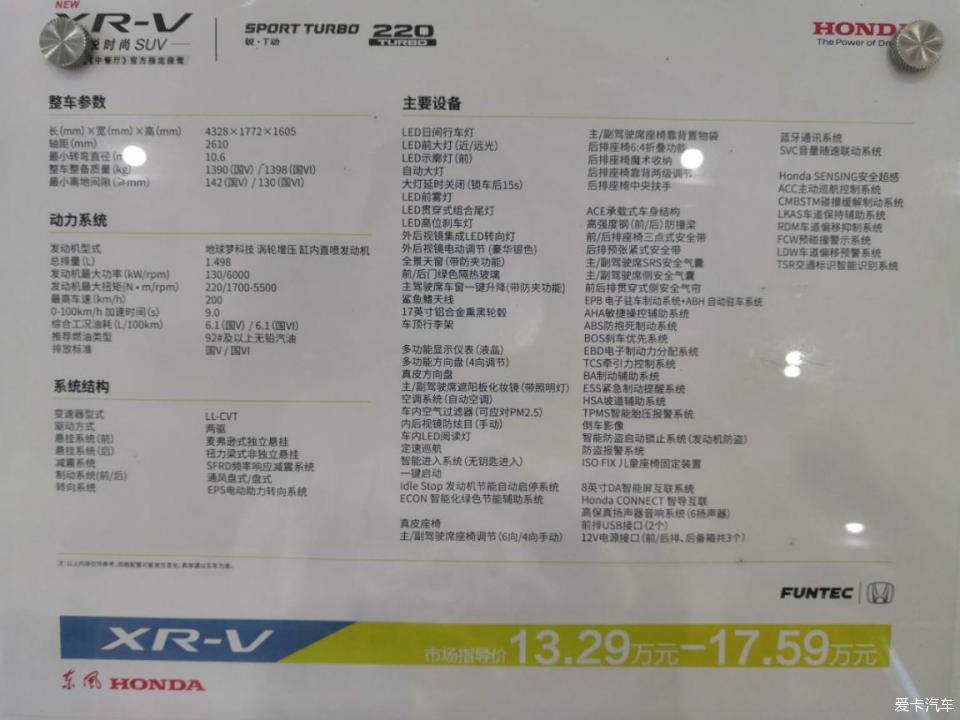 NEW
XR-V
锐时尚 SUV
《中餐厅》官方指定座驾
SPORT TURBO
锐·T动
220
TURBO
HOND
The Power of Dre
整车参数
长(mm)×宽(mm)×高(mm) 4328×1772×1605
轴距(mm) 2610
最小转弯直径(m) 10.6
整车整备质量(kg) 1390 (国V) / 1398 (国VI)
最小离地间隙(≥mm) 142 (国V) / 130 (国VI)
动力系统
发动机型式 地球梦科技 涡轮增压 缸内直喷发动机
总排量(L) 1.498
发动机最大功率(kW/rpm) 130/6000
发动机最大扭矩(N·m/rpm) 220/1700-5500
最高车速(km/h) 200
0-100km/h 加速时间(s) 9.0
综合工况油耗(L/100km) 6.1 (国V) / 6.1 (国VI)
推荐燃油类型 92#及以上无铅汽油
排放标准 国V / 国VI
系统结构
变速器型式 LL-CVT
驱动方式 两驱
悬挂系统(前) 麦弗逊式独立悬挂
悬挂系统(后) 扭力梁式非独立悬挂
减震系统 SFRD频率响应减震系统
制动系统(前/后) 通风盘式/盘式
转向系统 EPS电动助力转向系统
主要设备
LED日间行车灯
LED前大灯(近/远光)
LED示廓灯(前)
自动大灯
大灯延时关闭(锁车后15s)
LED前雾灯
LED贯穿式组合尾灯
LED高位刹车灯
外后视镜集成LED转向灯
外后视镜电动调节(豪华银色)
全景天窗(带防夹功能)
前/后门绿色隔热玻璃
主驾驶席车窗一键升降(带防夹功能)
鲨鱼鳍天线
17英寸铝合金熏黑轮毂
车顶行李架
多功能显示仪表(液晶)
多功能方向盘(4向调节)
真皮方向盘
主/副驾驶席遮阳板化妆镜(带照明灯)
空调系统(自动空调)
车内空气过滤器(可应对PM2.5)
内后视镜防炫目(手动)
车内LED阅读灯
定速巡航
智能进入系统(无钥匙进入)
一键启动
Idle Stop 发动机节能自动启停系统
ECON 智能化绿色节能辅助系统
真皮座椅
主/副驾驶席座椅调节(6向/4向手动)
主/副驾驶席座椅靠背置物袋
后排座椅6:4折叠功能
后排座椅魔术收纳
后排座椅靠背两级调节
后排座椅中央扶手
ACE承载式车身结构
高强度钢(前/后)防撞梁
前/后排座椅三点式安全带
后排预张紧式安全带
主/副驾驶席SRS安全气囊
主/副驾驶席侧安全气囊
前后排贯穿式侧安全气帘
EPB 电子驻车制动系统+ABH 自动驻车系统
AHA敏捷操控辅助系统
ABS防抱死制动系统
BOS刹车优先系统
EBD电子制动力分配系统
TCS牵引力控制系统
BA制动辅助系统
ESS紧急制动提醒系统
HSA坡道辅助系统
TPMS智能胎压报警系统
倒车影像
智能防盗启动锁止系统(发动机防盗)
防盗报警系统
ISO FIX 儿童座椅固定装置
8英寸DA智能屏互联系统
Honda CONNECT 智导互联
高保真扬声器音响系统(6扬声器)
前排USB接口(2个)
12V电源接口(前/后排、后备箱共3个)
蓝牙通讯系统
SVC音量随速联动系统
Honda SENSING安全超感
ACC主动巡航控制系统
CMBSTM碰撞缓解制动系统
LKAS车道保持辅助系统
RDM车道偏移抑制系统
FCW预碰撞警示系统
LDW车道偏移预警系统
TSR交通标识智能识别系统
注:以上内容仅供参考,规格配置可能发生变化,具体请以实车为准。
FUNTEC
XR-V
市场指导价 13.29万元-17.59万元
东风 HONDA
爱卡汽车